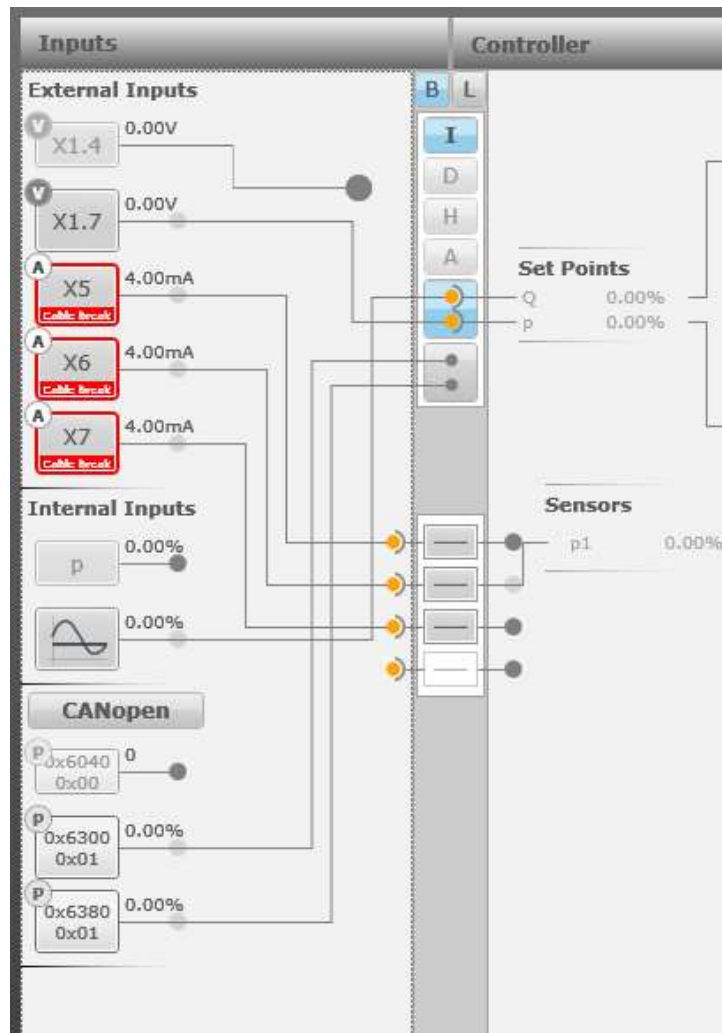 Inputs
Controller
External Inputs
B L
V
X1.4
0.00V
I
D
H
A
V
X1.7
0.00V
A
X5
Cable Break
4.00mA
Set Points
Q 0.00%
p 0.00%
A
X6
Cable Break
4.00mA
A
X7
Cable Break
4.00mA
Internal Inputs
Sensors
p
0.00%
p1 0.00%
0.00%
CANopen
P
0x6040
0x00
0
P
0x6300
0x01
0.00%
P
0x6380
0x01
0.00%